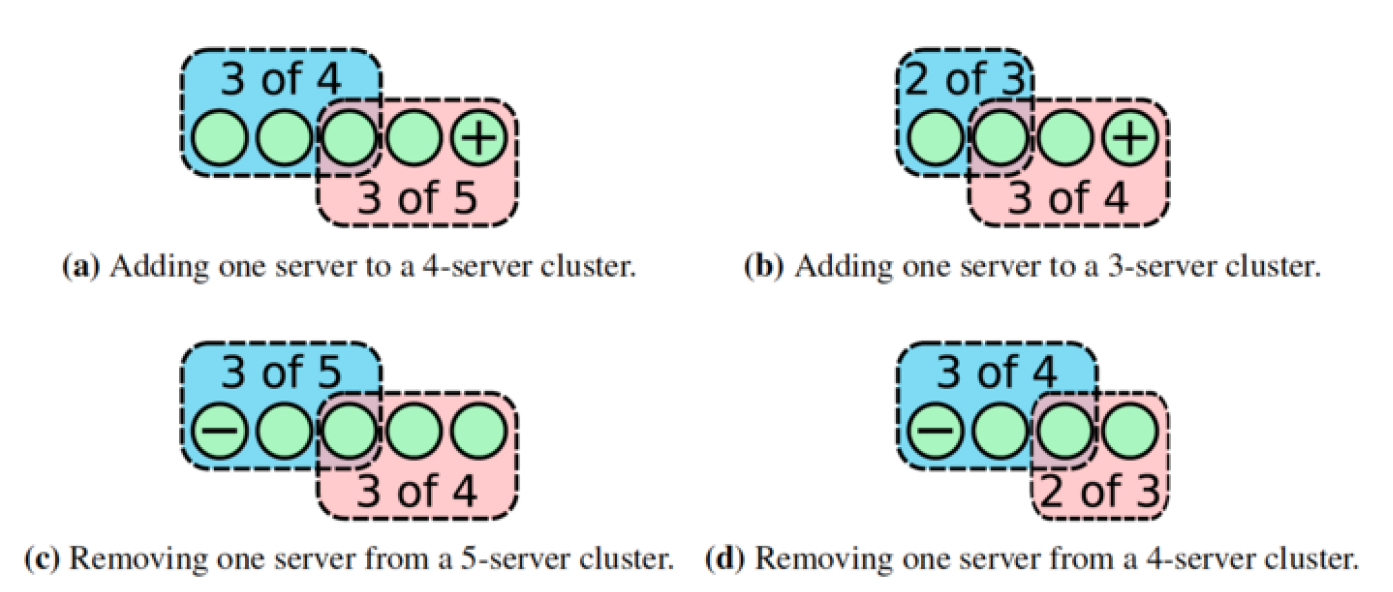 3 of 4
+
3 of 5
(a) Adding one server to a 4-server cluster.
2 of 3
+
3 of 4
(b) Adding one server to a 3-server cluster.
3 of 5
−
3 of 4
(c) Removing one server from a 5-server cluster.
3 of 4
−
2 of 3
(d) Removing one server from a 4-server cluster.